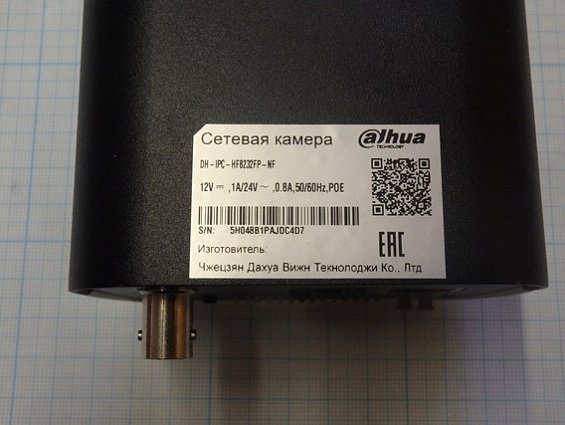 Сетевая камера
alhua
TECHNOLOGY
DH-IPC-HF8232FP-NF
12V ⎓ ,1A/24V ~ ,0.8A,50/60Hz,POE
S/N: 5H048B1PAJDC4D7
Изготовитель:
EAC
Чжецзян Дахуа Вижн Текнолоджи Ко., Лтд